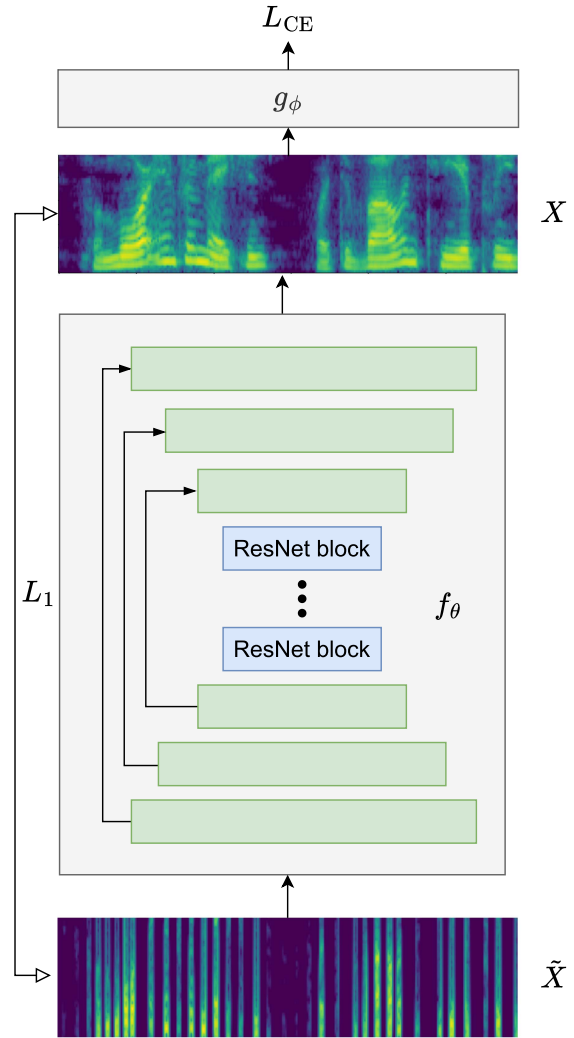 L_CE
g_ϕ
X
ResNet block
L_1
f_θ
ResNet block
X̃